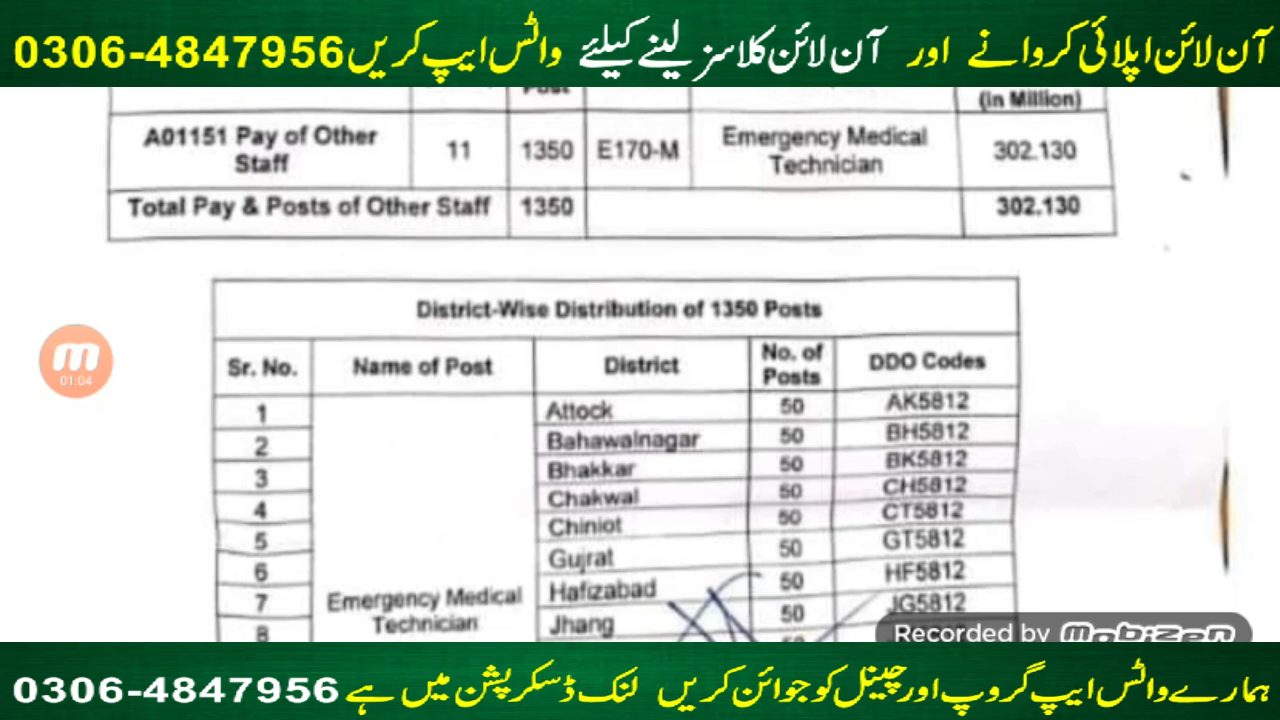 آن لائن اپلائی کروانے اور آن لائن کلاسز لینے کیلئے واٹس ایپ کریں 0306-4847956
Post (in Million)
A01151 Pay of Other Staff 11 1350 E170-M Emergency Medical Technician 302.130
Total Pay & Posts of Other Staff 1350 302.130
District-Wise Distribution of 1350 Posts
Sr. No. Name of Post District No. of Posts DDO Codes
1 Attock 50 AK5812
2 Bahawalnagar 50 BH5812
3 Bhakkar 50 BK5812
4 Chakwal 50 CH5812
5 Chiniot 50 CT5812
6 Gujrat 50 GT5812
7 Emergency Medical Technician Hafizabad 50 HF5812
8 Jhang 50 JG5812
01:04
Recorded by Mobizen
ہمارے واٹس ایپ گروپ اور چینل کو جوائن کریں لنک ڈسکرپشن میں ہے 0306-4847956